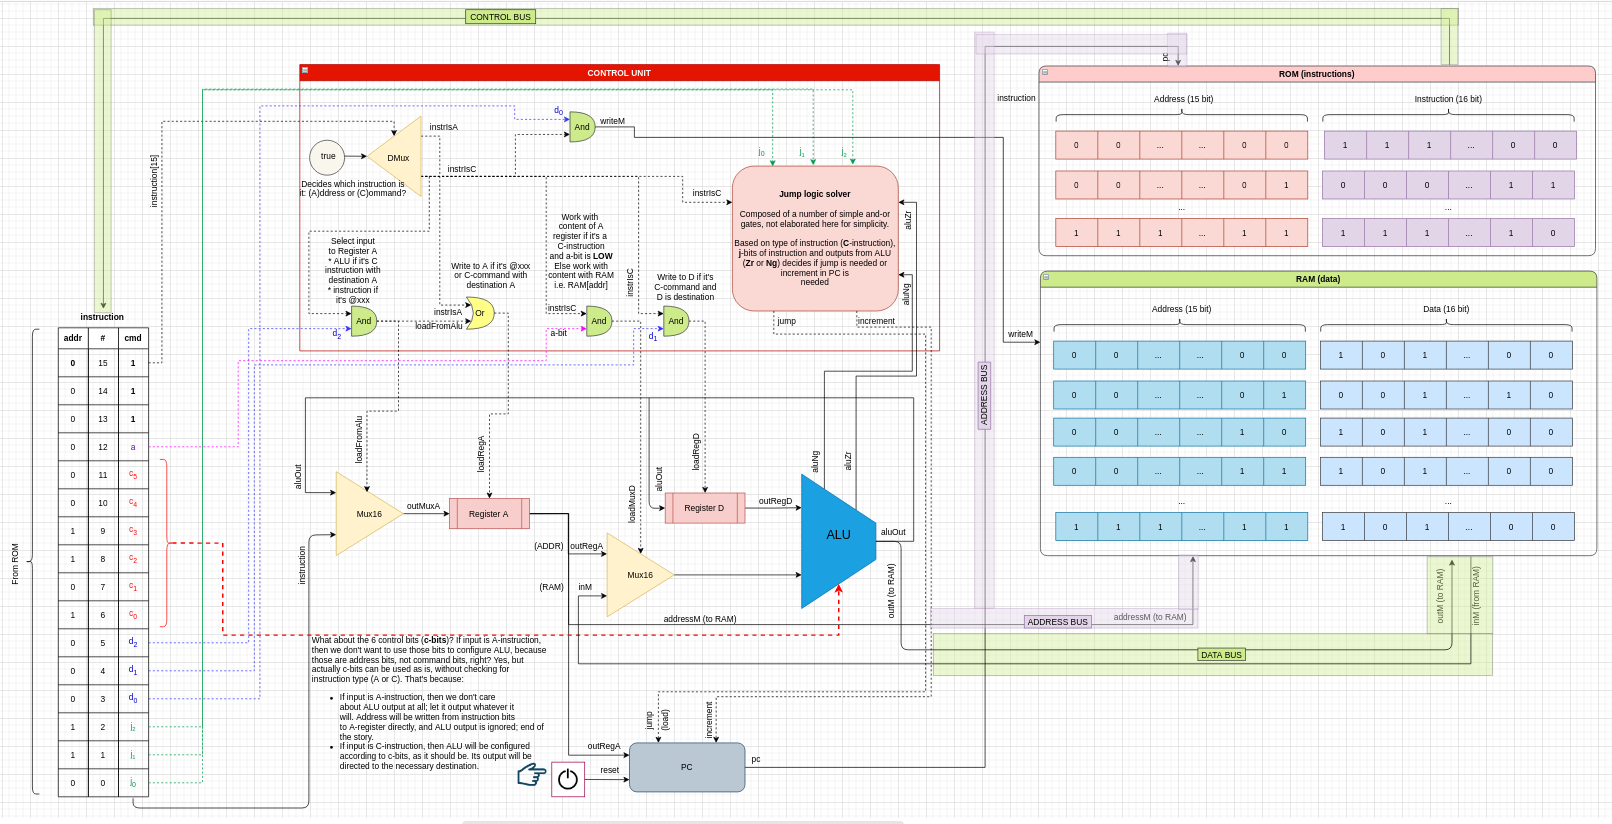 CONTROL BUS
CONTROL UNIT
pc
instruction
ROM (instructions)
Address (15 bit)
Instruction (16 bit)
0 0 ... ... 0 0
1 1 1 ... 0 0
0 0 ... ... 0 1
0 0 0 ... 1 1
...
...
1 1 1 ... 1 1
1 1 1 ... 0 1
d0
And
writeM
instrIsA
true
DMux
instrIsC
Decides which instruction is
it: (A)ddress or (C)ommand?
instruction[15]
j0
j1
j2
instrIsC
Jump logic solver
Composed of a number of simple and-or
gates, not elaborated here for simplicity.
Based on type of instruction (C-instruction),
j-bits of instruction and outputs from ALU
(Zr or Ng) decides if jump is needed or
increment in PC is
needed
aluZr
aluNg
jump
increment
Select input
to Register A
* ALU if it's C
instruction with
destination A
* instruction if
it's @xxx
And
d2
Write to A if it's @xxx
or C-command with
destination A
instrIsA
Or
loadFromAlu
Work with
content of A
register if it's a
C-instruction
and a-bit is LOW
Else work with
content with RAM
i.e. RAM[addr]
instrIsC
And
a-bit
instrIsC
Write to D if it's
C-command and
D is destination
And
d1
RAM (data)
Address (15 bit)
Data (16 bit)
writeM
0 0 ... ... 0 0
1 0 1 ... 0 0
0 0 ... ... 0 1
0 0 0 ... 1 0
0 0 ... ... 1 0
1 0 1 ... 0 0
0 0 ... ... 1 1
1 0 1 ... 0 0
...
...
1 1 1 ... 1 1
1 0 1 ... 0 0
ADDRESS BUS
instruction
addr # cmd
0 15 1
0 14 1
0 13 1
0 12 a
0 11 c5
0 10 c4
1 9 c3
1 8 c2
0 7 c1
1 6 c0
0 5 d2
0 4 d1
0 3 d0
1 2 j2
1 1 j1
0 0 j0
From ROM
aluOut
loadFromAlu
Mux16
outMuxA
instruction
loadRegA
Register A
aluOut
loadRegD
Register D
outRegD
loadMuxD
(ADDR) outRegA
(RAM) inM
Mux16
aluNg
aluZr
ALU
aluOut
outM (to RAM)
addressM (to RAM)
ADDRESS BUS
addressM (to RAM)
outM (to RAM)
inM (from RAM)
DATA BUS
What about the 6 control bits (c-bits)? If input is A-instruction,
then we don't want to use those bits to configure ALU, because
those are address bits, not command bits, right? Yes, but
actually c-bits can be used as is, without checking for
instruction type (A or C). That's because:
• If input is A-instruction, then we don't care
about ALU output at all; let it output whatever it
will. Address will be written from instruction bits
to A-register directly, and ALU output is ignored; end of
the story.
• If input is C-instruction, then ALU will be configured
according to c-bits, as it should be. Its output will be
directed to the necessary destination.
jump
(load)
increment
outRegA
reset
PC
pc